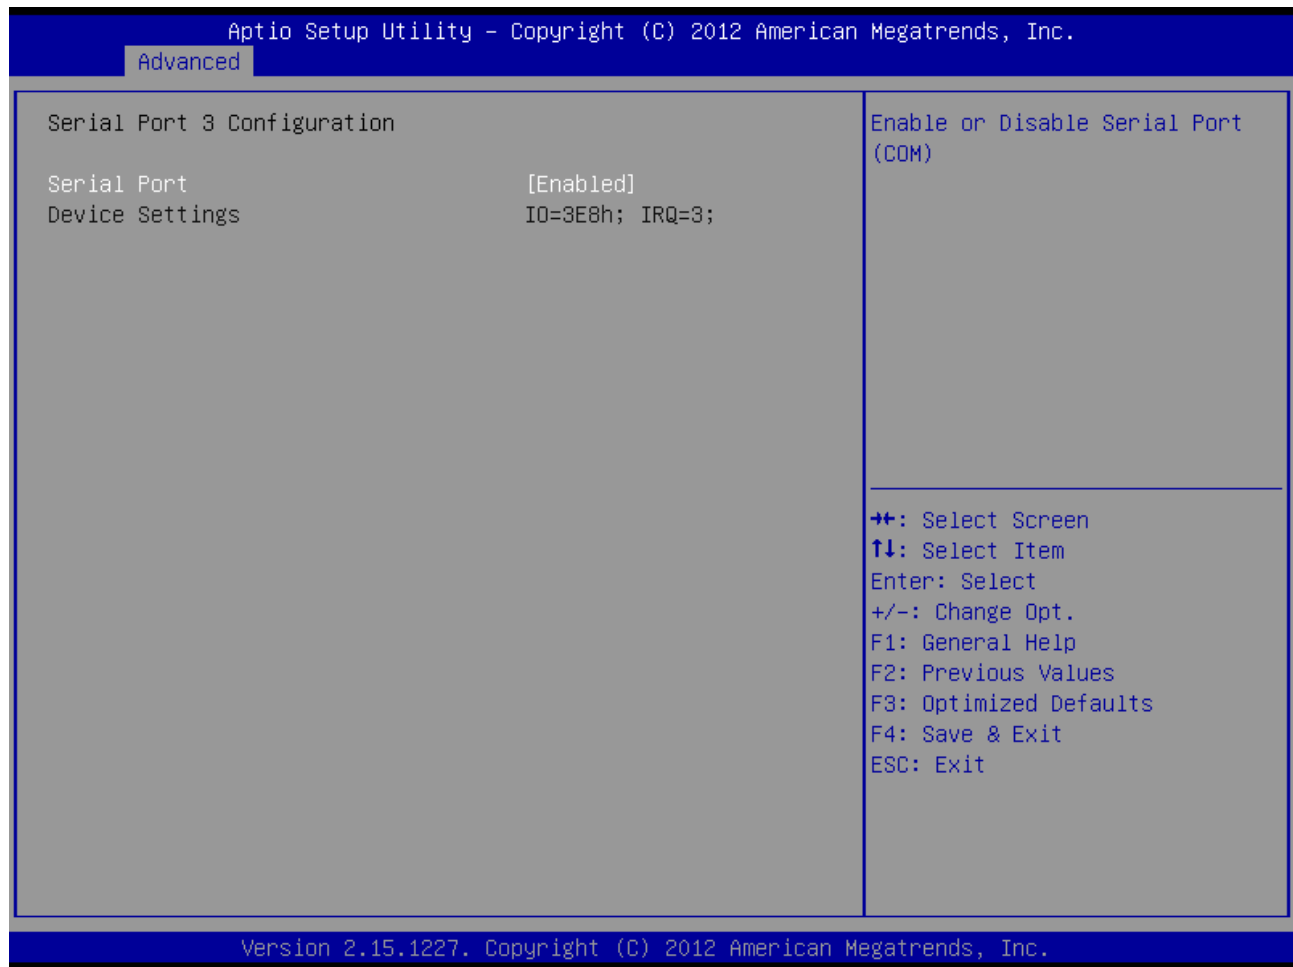 Aptio Setup Utility – Copyright (C) 2012 American Megatrends, Inc.
Advanced
Serial Port 3 Configuration
Serial Port [Enabled]
Device Settings IO=3E8h; IRQ=3;
Enable or Disable Serial Port
(COM)
→←: Select Screen
↑↓: Select Item
Enter: Select
+/-: Change Opt.
F1: General Help
F2: Previous Values
F3: Optimized Defaults
F4: Save & Exit
ESC: Exit
Version 2.15.1227. Copyright (C) 2012 American Megatrends, Inc.